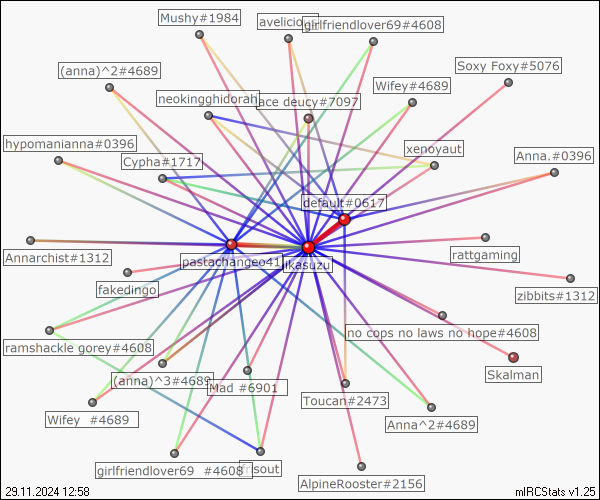 Mushy#1984
girlfriendlover69#4608
(anna)^2#4689
Soxy Foxy#5076
Wifey#4689
neokingghidorah
ace deucy#7097
hypomanianna#0396
Cypha#1717
xenoyaut
Anna.#0396
default#0617
Annarchist#1312
pastachangeo41
rattgaming
fakedingo
zibbits#1312
ramshackle gorey#4608
no cops no laws no hope#4608
(anna)^3#4689
Mad #6901
Skalman
Toucan#2473
Wifey #4689
Anna^2#4689
girlfriendlover69 #4608
AlpineRooster#2156
29.11.2024 12:58
mIRCStats v1.25